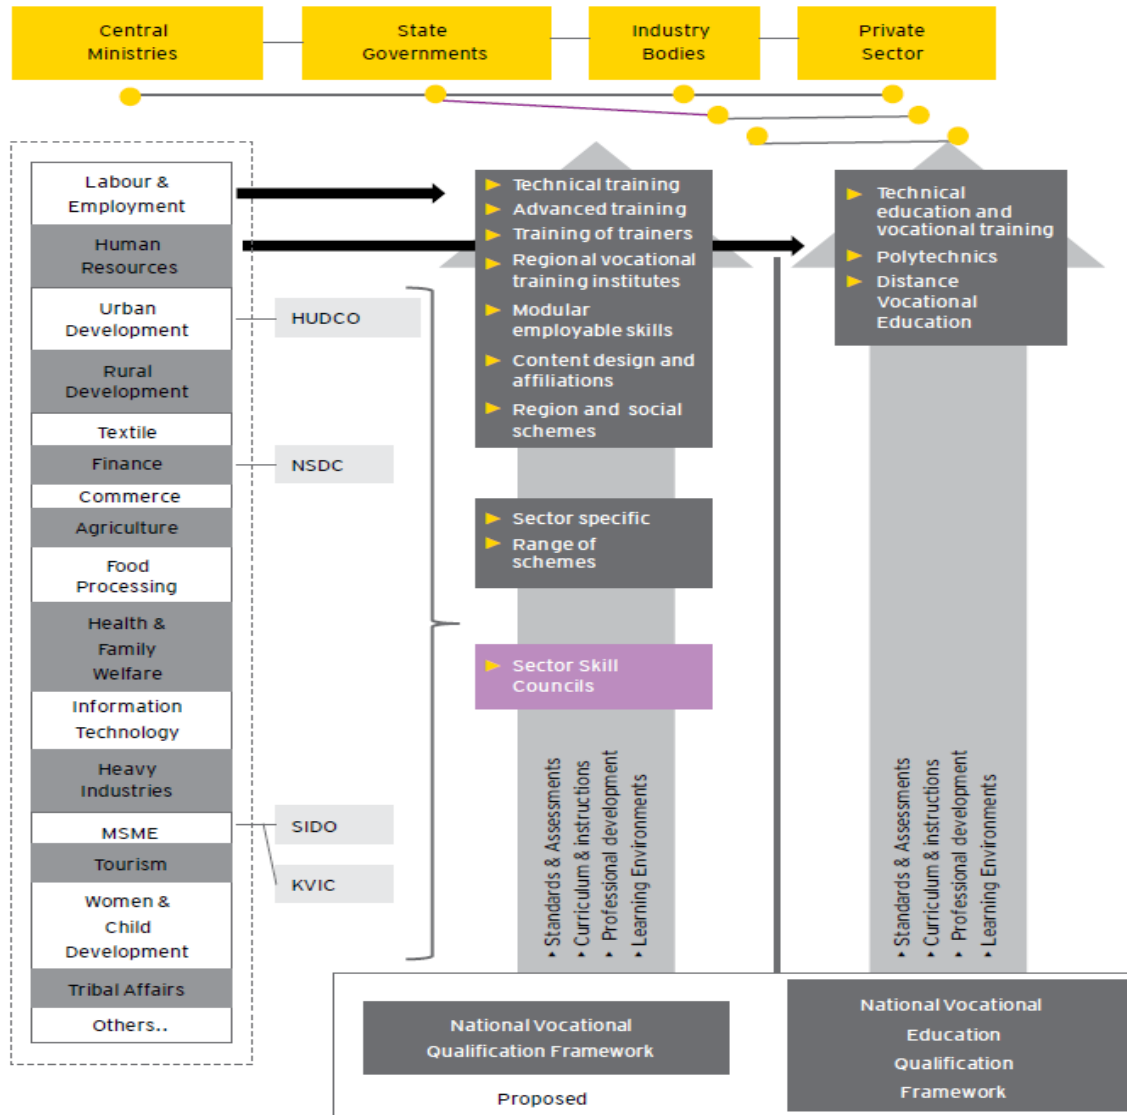 Central
Ministries
State
Governments
Industry
Bodies
Private
Sector
Labour &
Employment
Human
Resources
Urban
Development
Rural
Development
Textile
Finance
Commerce
Agriculture
Food
Processing
Health &
Family
Welfare
Information
Technology
Heavy
Industries
MSME
Tourism
Women &
Child
Development
Tribal Affairs
Others..
HUDCO
NSDC
SIDO
KVIC
Technical training
Advanced training
Training of trainers
Regional vocational
training institutes
Modular
employable skills
Content design and
affiliations
Region and social
schemes
Sector specific
Range of
schemes
Sector Skill
Councils
Standards & Assessments
Curriculum & instructions
Professional development
Learning Environments
Technical
education and
vocational training
Polytechnics
Distance
Vocational
Education
Standards & Assessments
Curriculum & instructions
Professional development
Learning Environments
National Vocational
Qualification Framework
Proposed
National Vocational
Education
Qualification
Framework